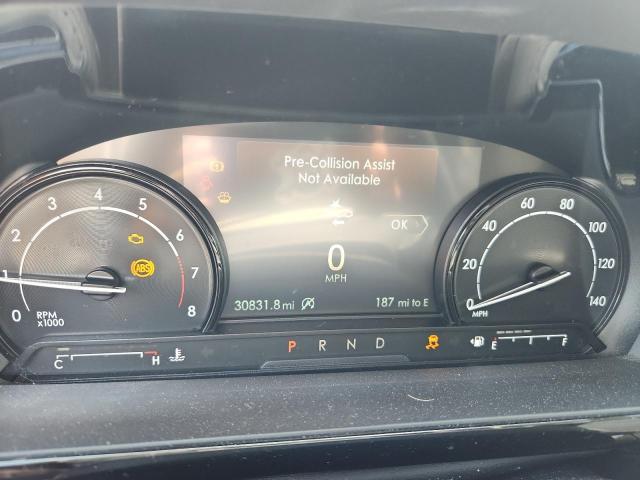 Pre-Collision Assist
Not Available
OK
0
MPH
30831.8 mi
187 mi to E
0 1 2 3 4 5 6 7 8
RPM
x1000
ABS
0 20 40 60 80 100 120 140
MPH
C H
P R N D
E F